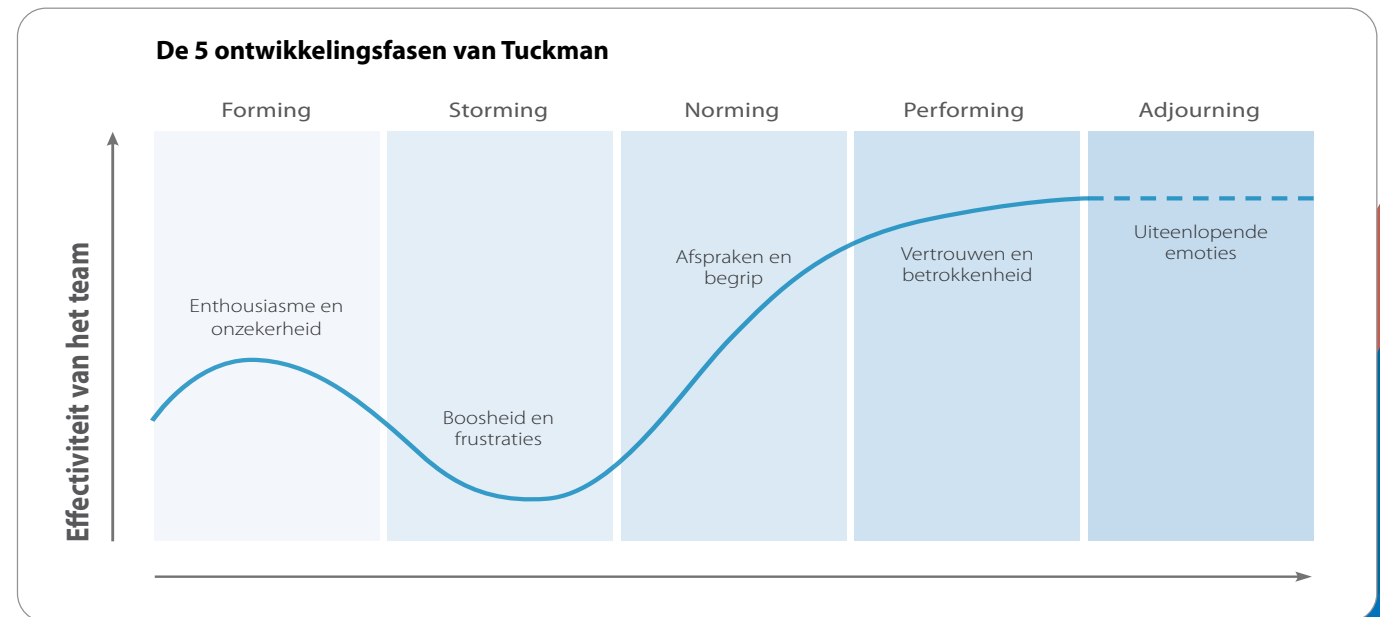 De 5 ontwikkelingsfasen van Tuckman
Forming
Storming
Norming
Performing
Adjourning
Effectiviteit van het team
Enthousiasme en
onzekerheid
Boosheid en
frustraties
Afspraken en
begrip
Vertrouwen en
betrokkenheid
Uiteenlopende
emoties